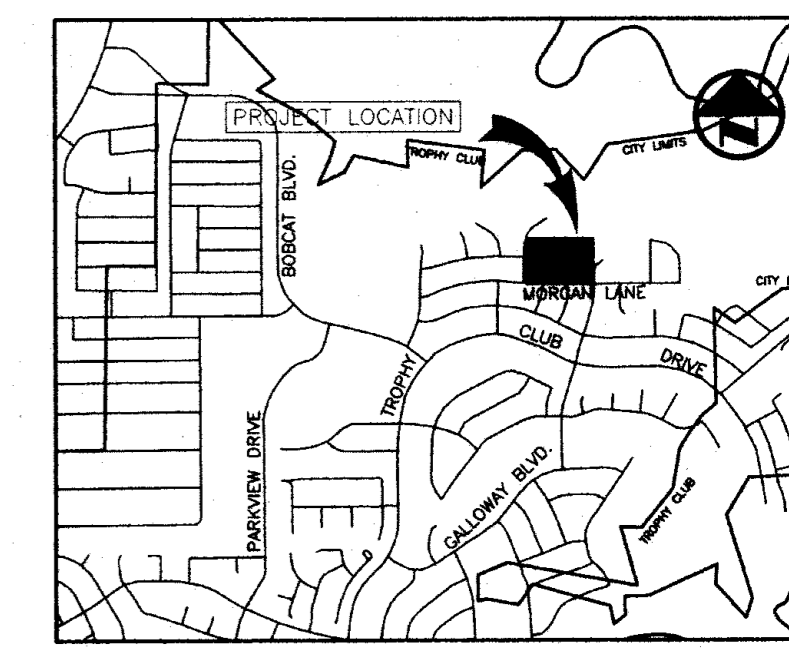 PROJECT LOCATION
TROPHY CLUB
CITY LIMITS
N
BOBCAT BLVD.
MORGAN LANE
CITY
TROPHY
CLUB
DRIVE
PARKVIEW DRIVE
GALLOWAY BLVD.
TROPHY CLUB